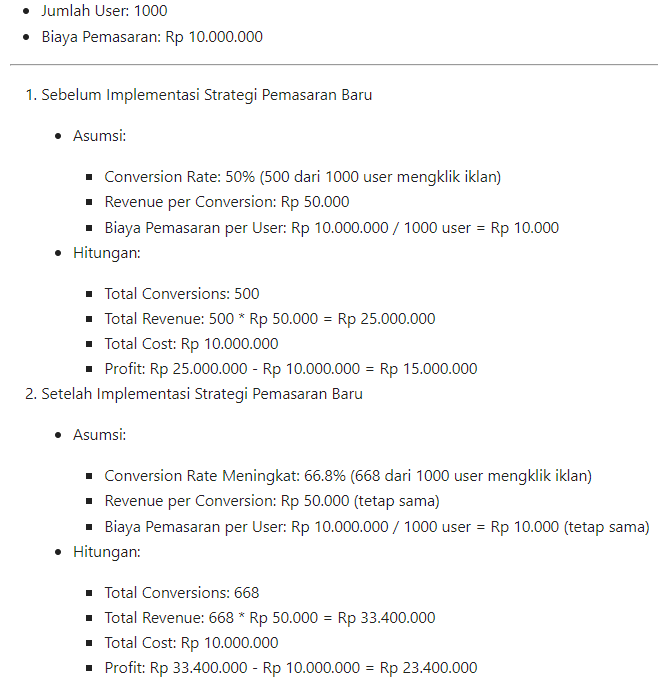 • Jumlah User: 1000
• Biaya Pemasaran: Rp 10.000.000
1. Sebelum Implementasi Strategi Pemasaran Baru
• Asumsi:
▪ Conversion Rate: 50% (500 dari 1000 user mengklik iklan)
▪ Revenue per Conversion: Rp 50.000
▪ Biaya Pemasaran per User: Rp 10.000.000 / 1000 user = Rp 10.000
• Hitungan:
▪ Total Conversions: 500
▪ Total Revenue: 500 * Rp 50.000 = Rp 25.000.000
▪ Total Cost: Rp 10.000.000
▪ Profit: Rp 25.000.000 - Rp 10.000.000 = Rp 15.000.000
2. Setelah Implementasi Strategi Pemasaran Baru
• Asumsi:
▪ Conversion Rate Meningkat: 66.8% (668 dari 1000 user mengklik iklan)
▪ Revenue per Conversion: Rp 50.000 (tetap sama)
▪ Biaya Pemasaran per User: Rp 10.000.000 / 1000 user = Rp 10.000 (tetap sama)
• Hitungan:
▪ Total Conversions: 668
▪ Total Revenue: 668 * Rp 50.000 = Rp 33.400.000
▪ Total Cost: Rp 10.000.000
▪ Profit: Rp 33.400.000 - Rp 10.000.000 = Rp 23.400.000